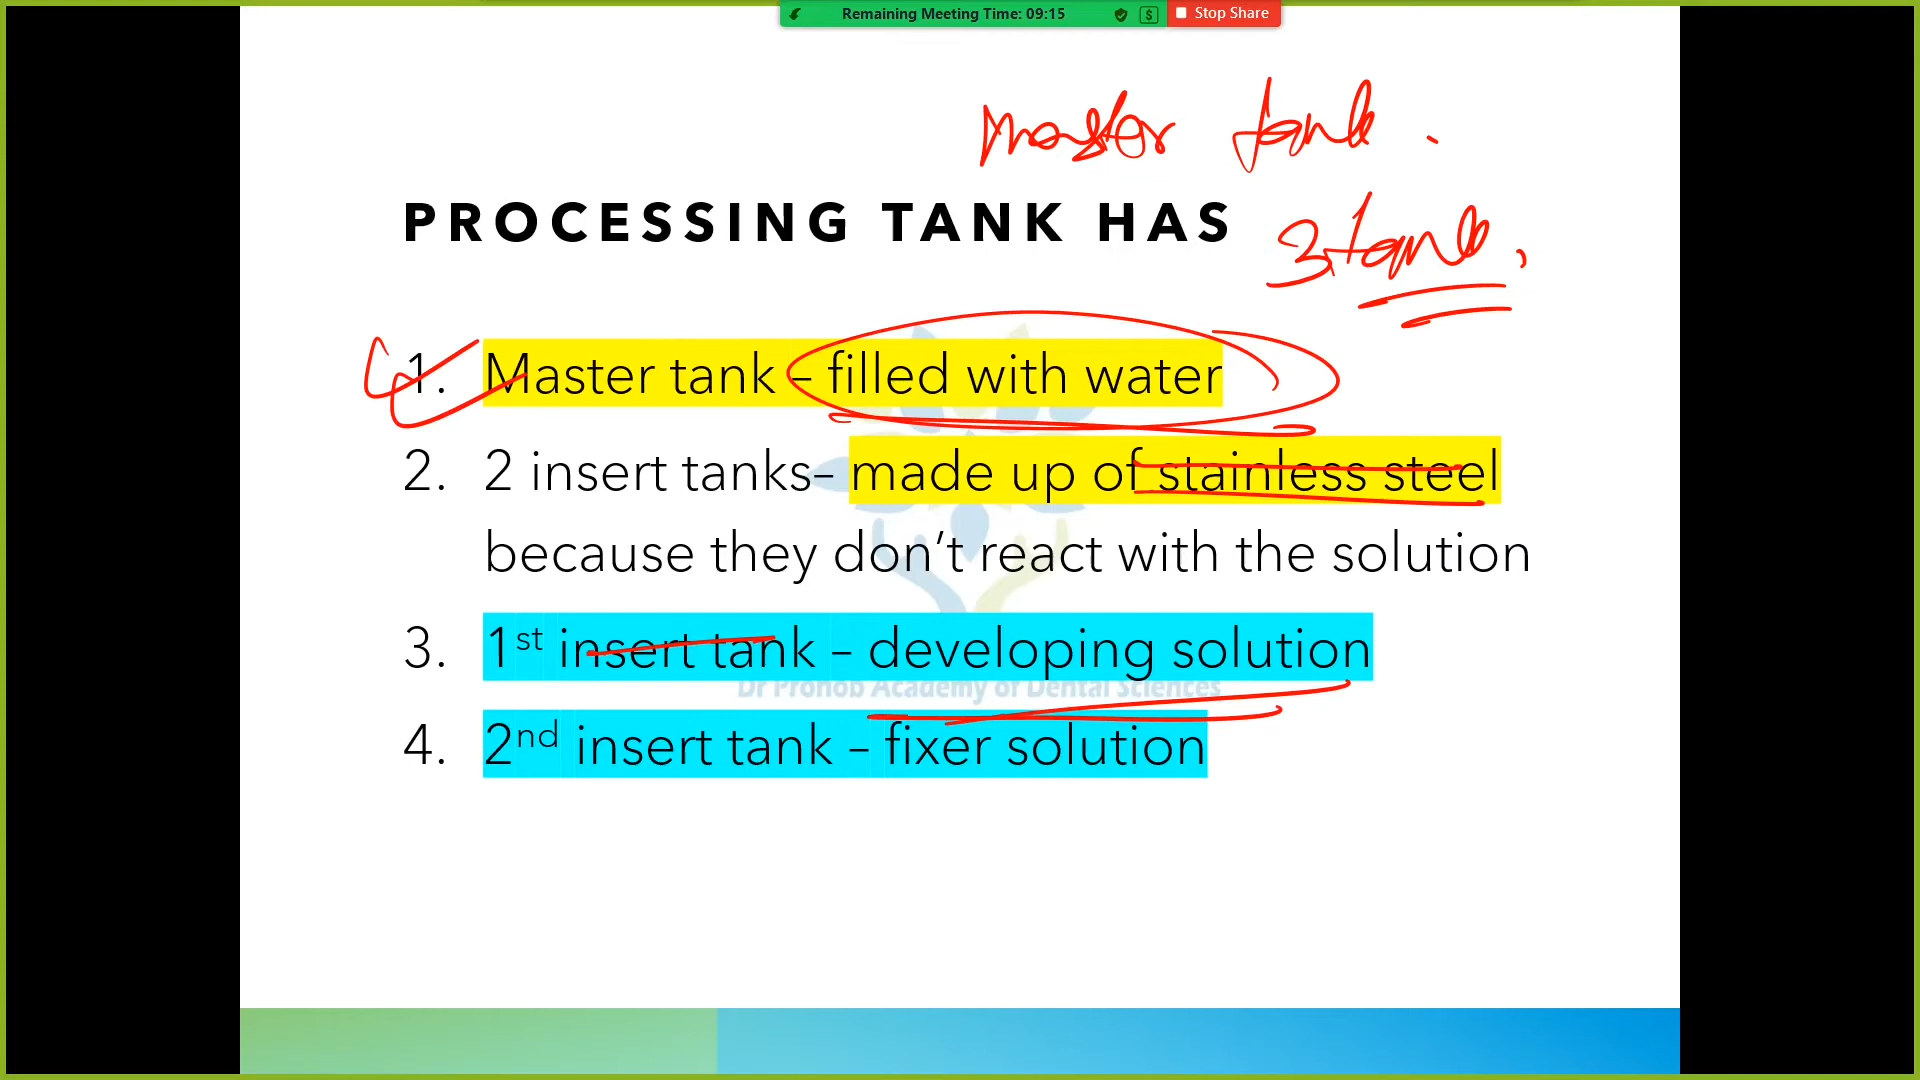 Remaining Meeting Time: 09:15 Stop Share
master tank.
PROCESSING TANK HAS
3 tank,
1. Master tank – filled with water
2. 2 insert tanks– made up of stainless steel
because they don’t react with the solution
3. 1st insert tank – developing solution
Dr Pronob Academy of Dental Sciences
4. 2nd insert tank – fixer solution